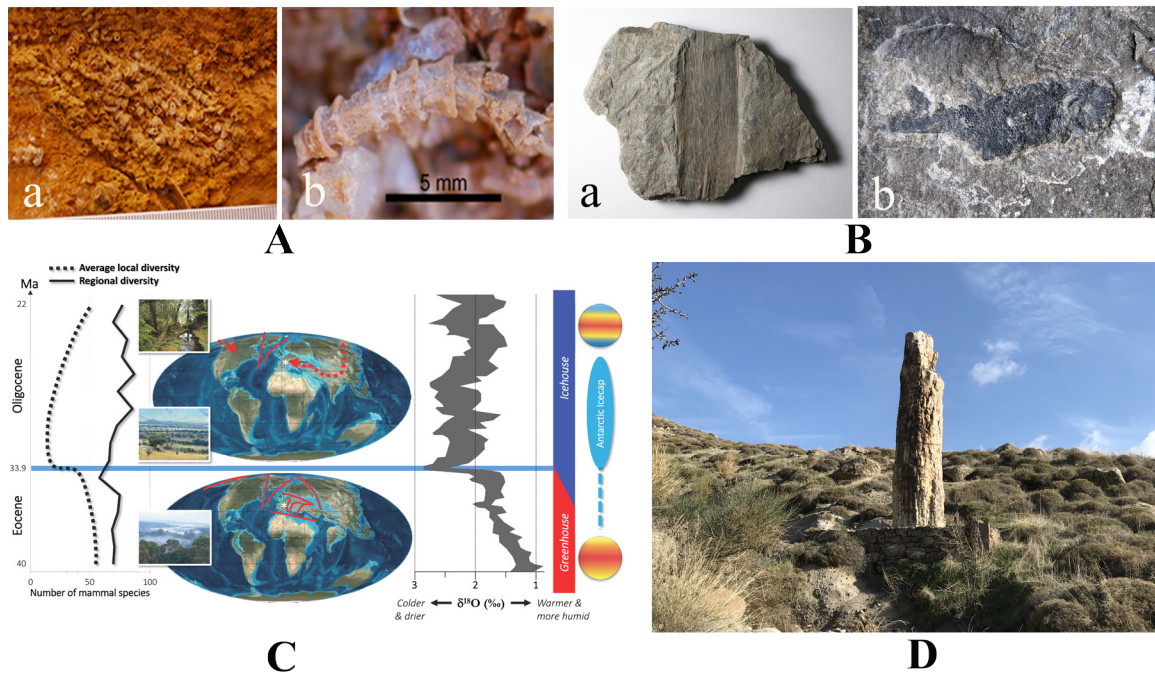 a
b
5 mm
A
a
b
B
Average local diversity
Regional diversity
Ma
22
Oligocene
33.9
Eocene
40
0
50
100
Number of mammal species
*
*
3
2
1
Colder
& drier
δ¹⁸O (‰)
Warmer &
more humid
Icehouse
Greenhouse
Antarctic Icecap
C
D